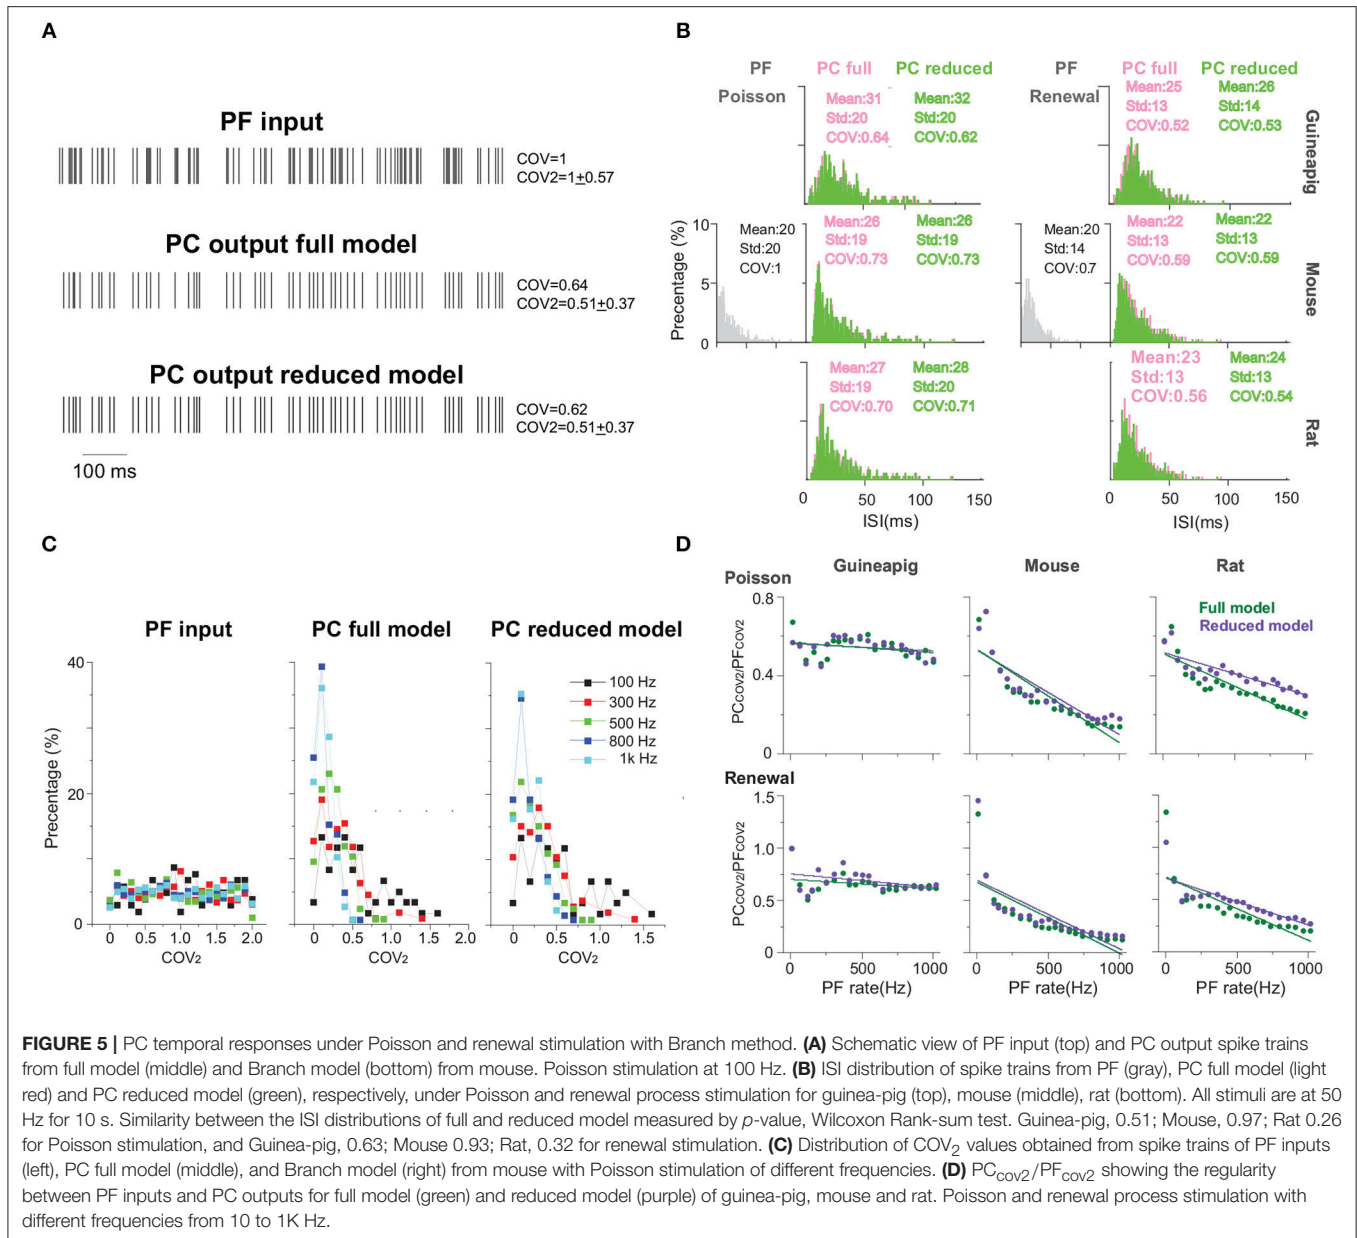 A
PF input
COV=1
COV2=1±0.57
PC output full model
COV=0.64
COV2=0.51±0.37
PC output reduced model
COV=0.62
COV2=0.51±0.37
100 ms
B
PF
Poisson
PC full
PC reduced
PF
Renewal
PC full
PC reduced
Mean:31
Std:20
COV:0.64
Mean:32
Std:20
COV:0.62
Mean:25
Std:13
COV:0.52
Mean:26
Std:14
COV:0.53
Guineapig
Precentage (%)
10
5
0
Mean:20
Std:20
COV:1
Mean:26
Std:19
COV:0.73
Mean:26
Std:19
COV:0.73
Mean:20
Std:14
COV:0.7
Mean:22
Std:13
COV:0.59
Mean:22
Std:13
COV:0.59
Mouse
0 50 100
0 50 100
Mean:27
Std:19
COV:0.70
Mean:28
Std:20
COV:0.71
Mean:23
Std:13
COV:0.56
Mean:24
Std:13
COV:0.54
Rat
0 50 100 150
ISI(ms)
0 50 100 150
ISI(ms)
C
PF input
PC full model
PC reduced model
Precentage (%)
40
20
10
0
100 Hz
300 Hz
500 Hz
800 Hz
1k Hz
0 0.5 1.0 1.5 2.0
COV2
0 0.5 1.0 2.0
COV2
0 0.5 1.0 1.5
COV2
D
Poisson
Guineapig
Mouse
Rat
Full model
Reduced model
PCCOV2/PFCOV2
0.8
0.4
0
Renewal
PCCOV2/PFCOV2
1.5
1.0
0.5
0
0 500 1000
PF rate(Hz)
0 500 1000
PF rate(Hz)
0 500 1000
PF rate(Hz)
FIGURE 5 | PC temporal responses under Poisson and renewal stimulation with Branch method. (A) Schematic view of PF input (top) and PC output spike trains
from full model (middle) and Branch model (bottom) from mouse. Poisson stimulation at 100 Hz. (B) ISI distribution of spike trains from PF (gray), PC full model (light
red) and PC reduced model (green), respectively, under Poisson and renewal process stimulation for guinea-pig (top), mouse (middle), rat (bottom). All stimuli are at 50
Hz for 10 s. Similarity between the ISI distributions of full and reduced model measured by p-value, Wilcoxon Rank-sum test. Guinea-pig, 0.51; Mouse, 0.97; Rat 0.26
for Poisson stimulation, and Guinea-pig, 0.63; Mouse 0.93; Rat, 0.32 for renewal stimulation. (C) Distribution of COV2 values obtained from spike trains of PF inputs
(left), PC full model (middle), and Branch model (right) from mouse with Poisson stimulation of different frequencies. (D) PCcov2/PFcov2 showing the regularity
between PF inputs and PC outputs for full model (green) and reduced model (purple) of guinea-pig, mouse and rat. Poisson and renewal process stimulation with
different frequencies from 10 to 1K Hz.